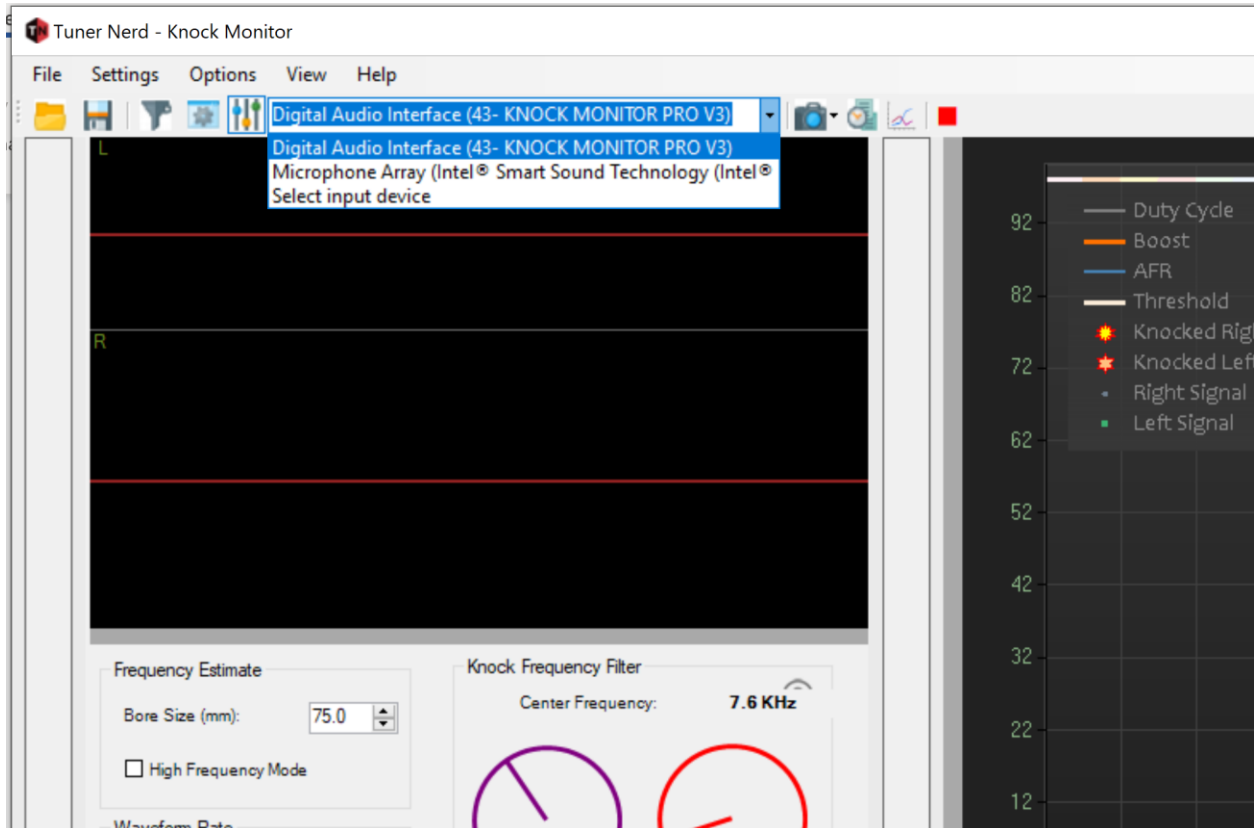 Tuner Nerd - Knock Monitor
File Settings Options View Help
Digital Audio Interface (43- KNOCK MONITOR PRO V3)
Digital Audio Interface (43- KNOCK MONITOR PRO V3)
Microphone Array (Intel® Smart Sound Technology (Intel®
Select input device
L
R
92
82
72
62
52
42
32
22
12
Duty Cycle
Boost
AFR
Threshold
Knocked Rig
Knocked Left
Right Signal
Left Signal
Frequency Estimate
Bore Size (mm): 75.0
High Frequency Mode
Knock Frequency Filter
Center Frequency: 7.6 KHz
Waveform Rate